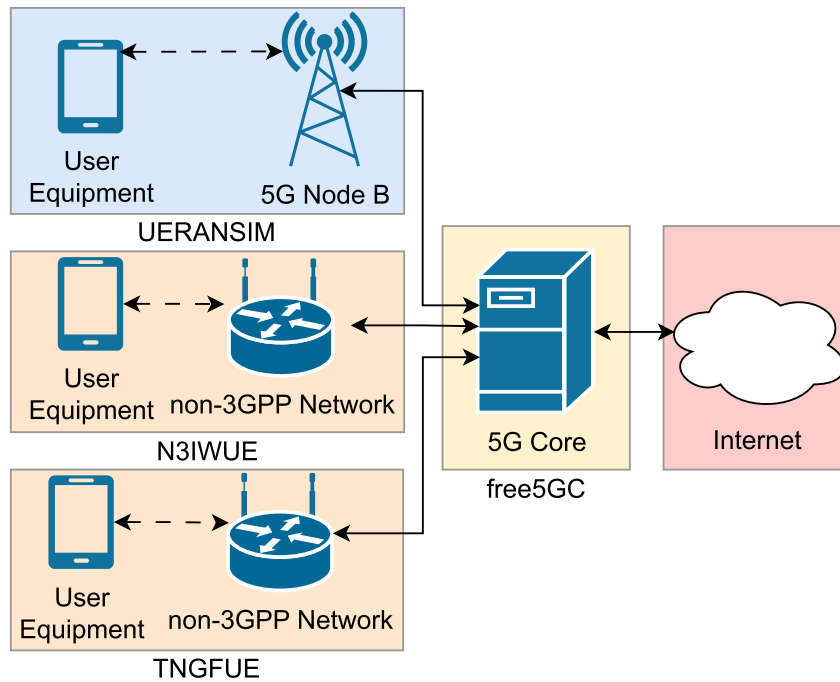 User
Equipment
5G Node B
UERANSIM
User
Equipment
non-3GPP Network
N3IWUE
User
Equipment
non-3GPP Network
TNGFUE
5G Core
free5GC
Internet